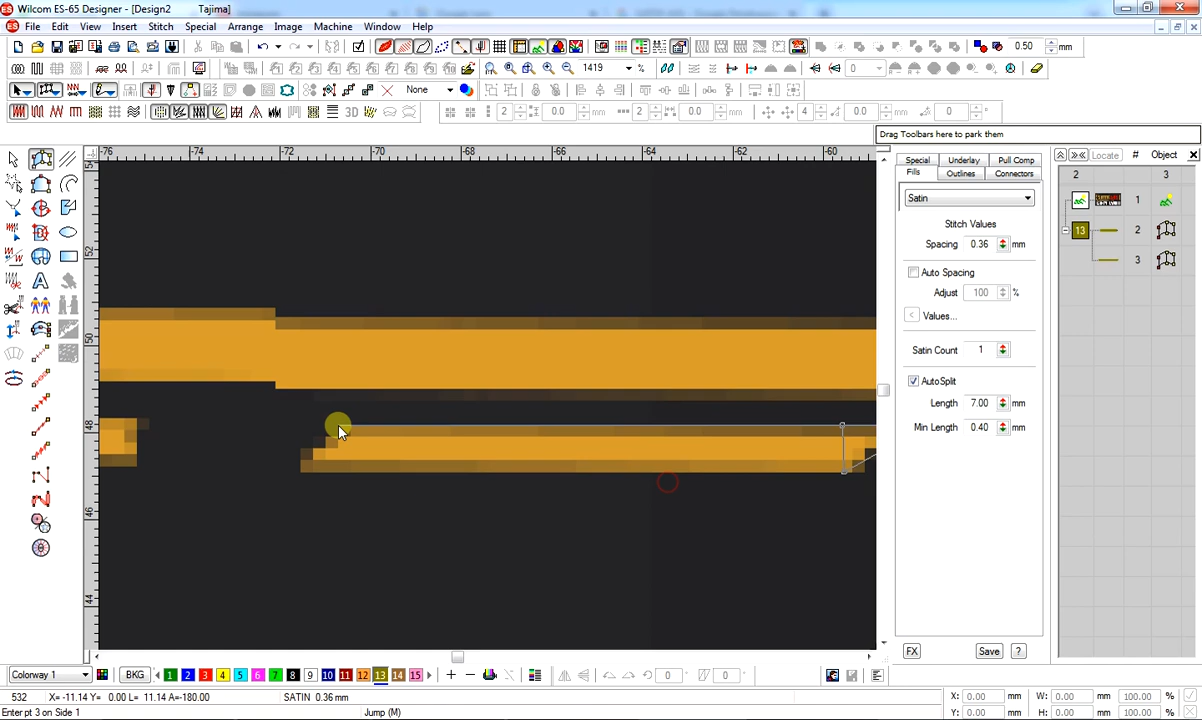 Wilcom ES-65 Designer - [Design2 Tajima]
File Edit View Insert Stitch Special Arrange Image Machine Window Help
0.50 mm
1419 % 0
None 2 0.0 2 0.0 4 0.0 0
Drag Toolbars here to park them
-76 -74 -72 -70 -68 -66 -64 -62 -60
Special Underlay Pull Comp
Fills Outlines Connectors
Locate # Object
2 3
Satin
1
Stitch Values
13 2
Spacing 0.36 mm
3
Auto Spacing
Adjust 100 %
Values...
Satin Count 1
Auto Split
Length 7.00 mm
Min Length 0.40 mm
52
50
48
46
44
FX Save ?
Colorway 1 BKG 1 2 3 4 5 6 7 8 9 10 11 12 13 14 15 0 0
532 X= -11.14 Y= 0.00 L= 11.14 A=-180.00 SATIN 0.36 mm
X: 0.00 mm W: 0.00 mm 100.00 %
Enter pt 3 on Side 1 Jump (M)
Y: 0.00 mm H: 0.00 mm 100.00 %